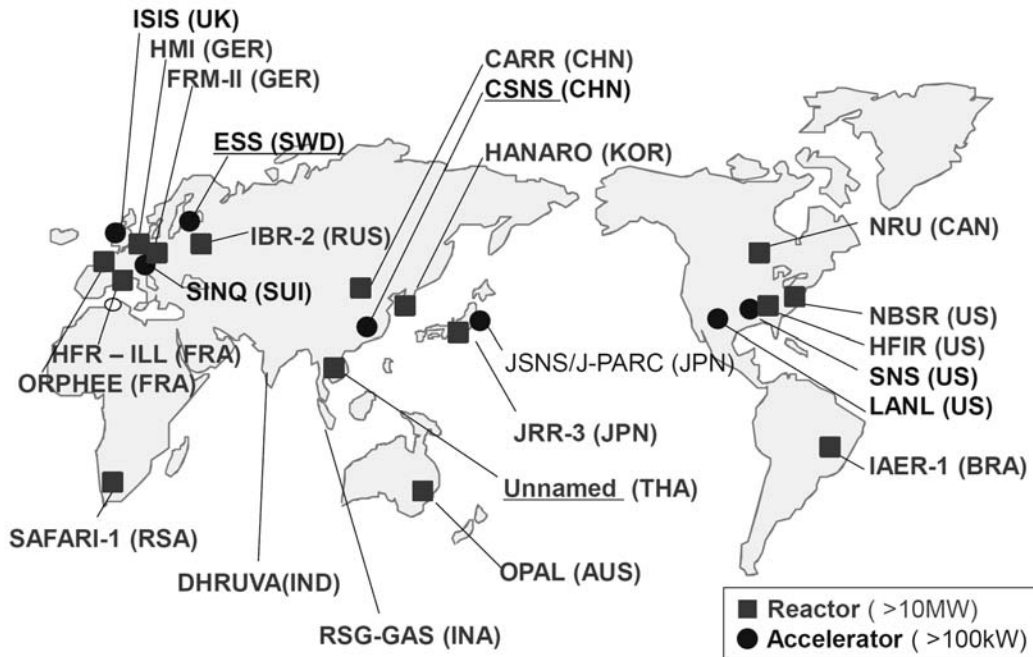 ISIS (UK)
HMI (GER)
FRM-II (GER)
ESS (SWD)
IBR-2 (RUS)
SINQ (SUI)
HFR – ILL (FRA)
ORPHEE (FRA)
SAFARI-1 (RSA)
DHRUVA(IND)
RSG-GAS (INA)
CARR (CHN)
CSNS (CHN)
HANARO (KOR)
JSNS/J-PARC (JPN)
JRR-3 (JPN)
Unnamed (THA)
OPAL (AUS)
NRU (CAN)
NBSR (US)
HFIR (US)
SNS (US)
LANL (US)
IAER-1 (BRA)
Reactor ( >10MW)
Accelerator ( >100kW)